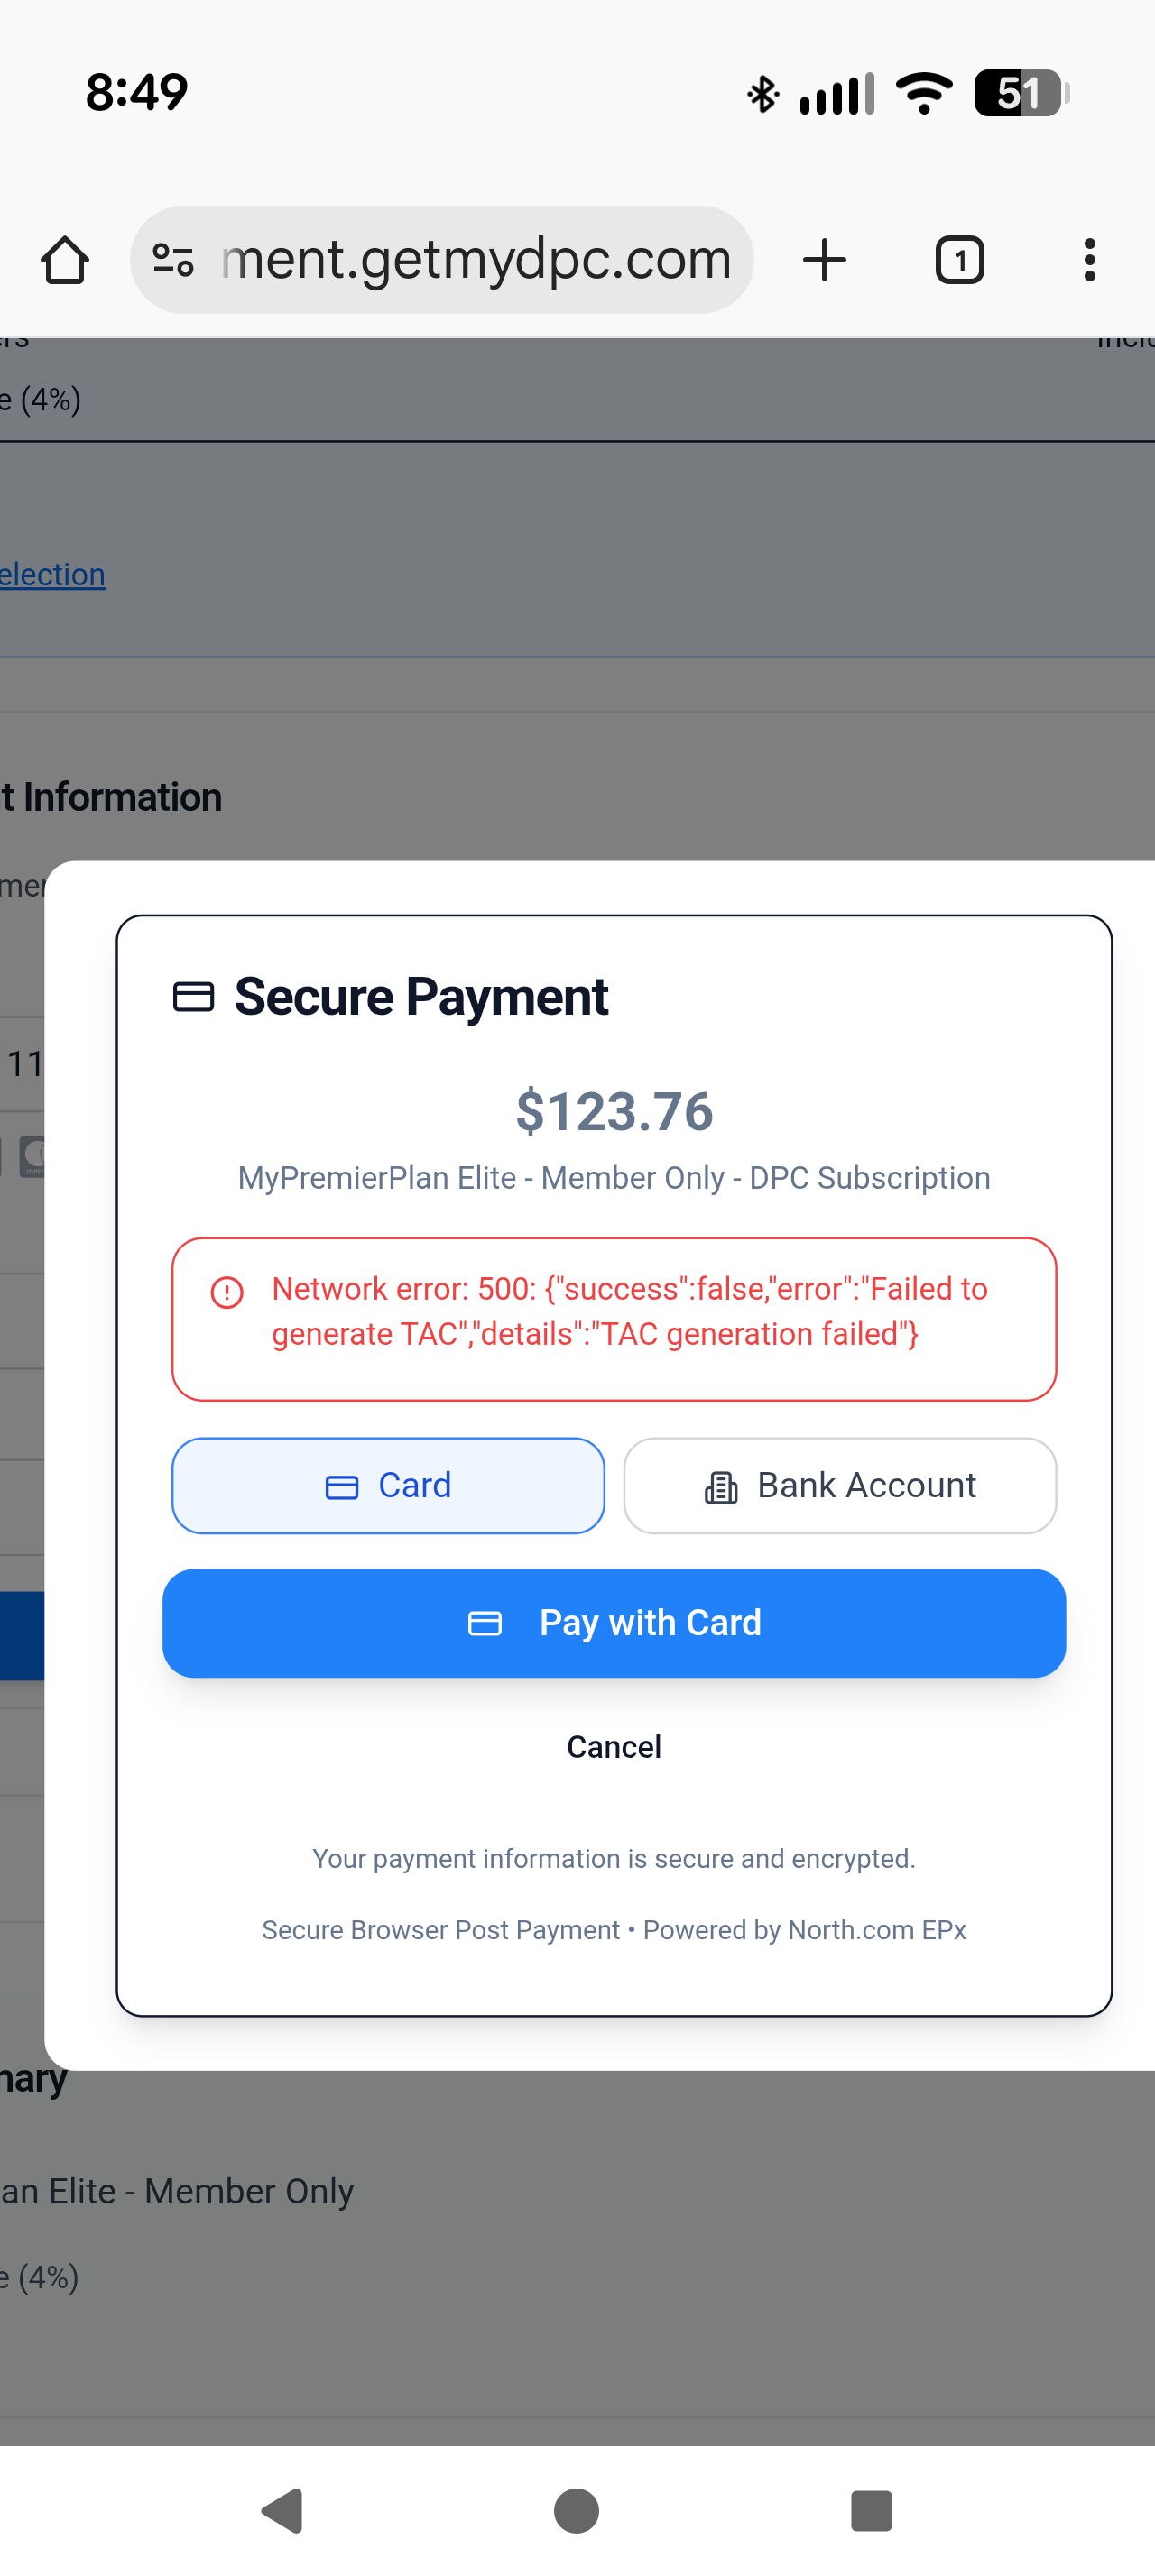 8:49
51
ment.getmydpc.com
1
e (4%)
election
t Information
11
Secure Payment
$123.76
MyPremierPlan Elite - Member Only - DPC Subscription
Network error: 500: {"success":false,"error":"Failed to
generate TAC","details":"TAC generation failed"}
Card
Bank Account
Pay with Card
Cancel
Your payment information is secure and encrypted.
Secure Browser Post Payment • Powered by North.com EPx
nary
an Elite - Member Only
e (4%)